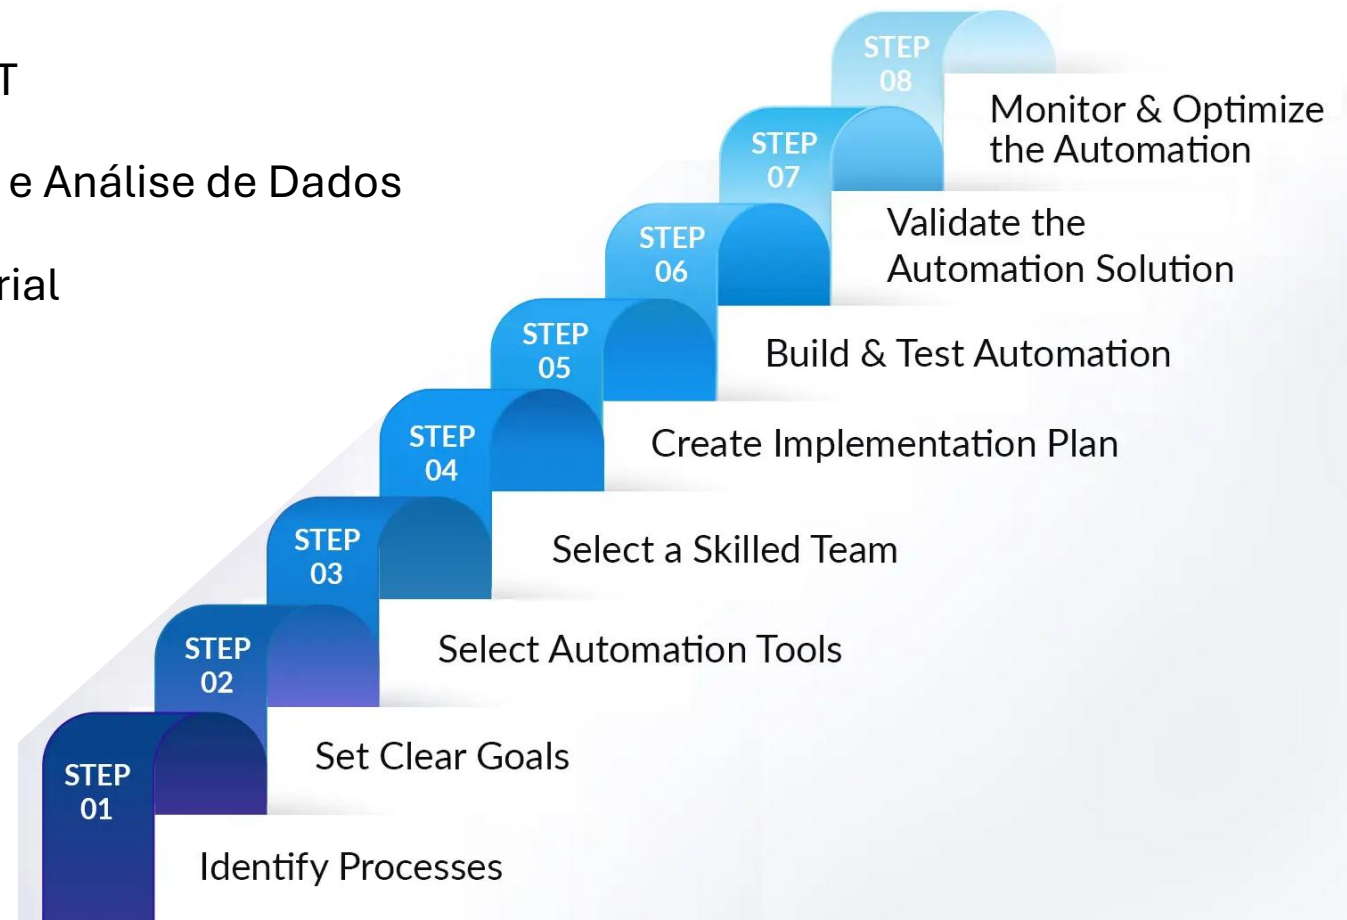 T
e Análise de Dados
rial
STEP
08
Monitor & Optimize
the Automation
STEP
07
Validate the
Automation Solution
STEP
06
Build & Test Automation
STEP
05
Create Implementation Plan
STEP
04
Select a Skilled Team
STEP
03
Select Automation Tools
STEP
02
Set Clear Goals
STEP
01
Identify Processes